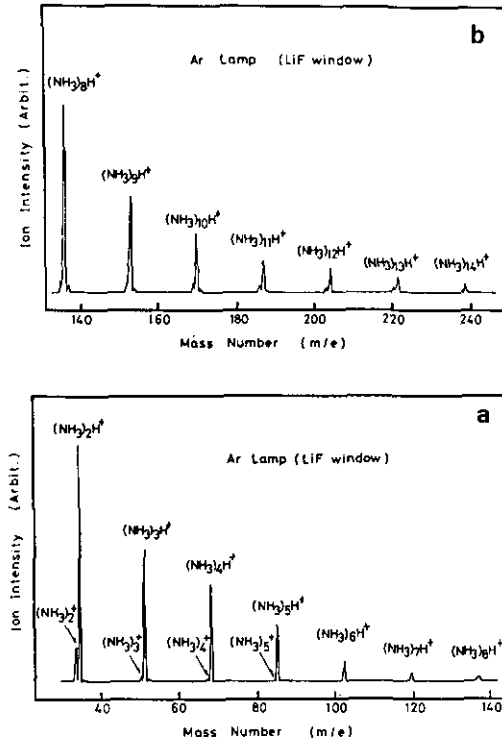 b
Ar Lamp (LiF window)
(NH3)8H+
(NH3)9H+
(NH3)10H+
(NH3)11H+
(NH3)12H+
(NH3)13H+
(NH3)14H+
Ion Intensity (Arbit.)
140 160 180 200 220 240
Mass Number (m/e)
a
(NH3)2H+
Ar Lamp (LiF window)
(NH3)3H+
(NH3)4H+
(NH3)5H+
(NH3)2+
(NH3)3+
(NH3)4+
(NH3)5+
(NH3)6H+
(NH3)7H+
(NH3)8H+
Ion Intensity (Arbit.)
40 60 80 100 120 140
Mass Number (m/e)